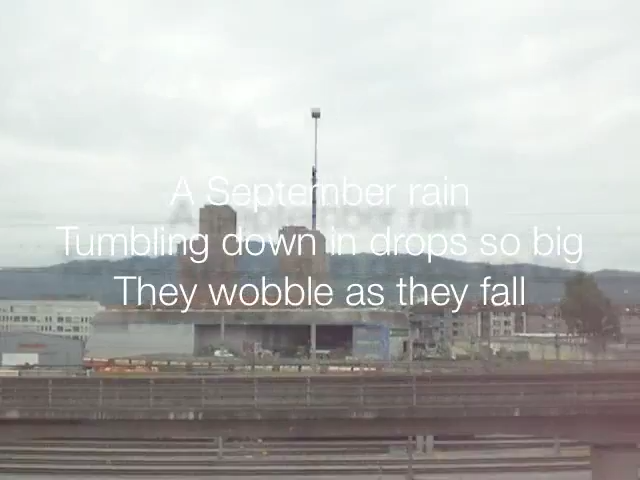 A September rain
Tumbling down in drops so big
They wobble as they fall